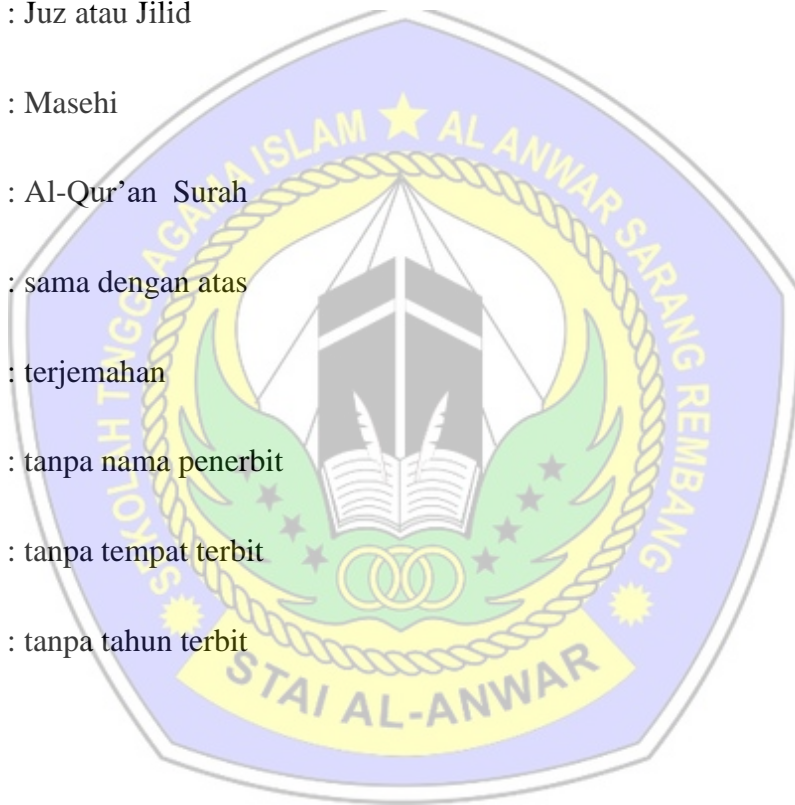 : Juz atau Jilid
: Masehi
: Al-Qur’an Surah
: sama dengan atas
: terjemahan
: tanpa nama penerbit
: tanpa tempat terbit
: tanpa tahun terbit
SEKOLAH TINGG AGAMA ISLAM AL ANWAR SARANG REMBANG
STAI AL-ANWAR